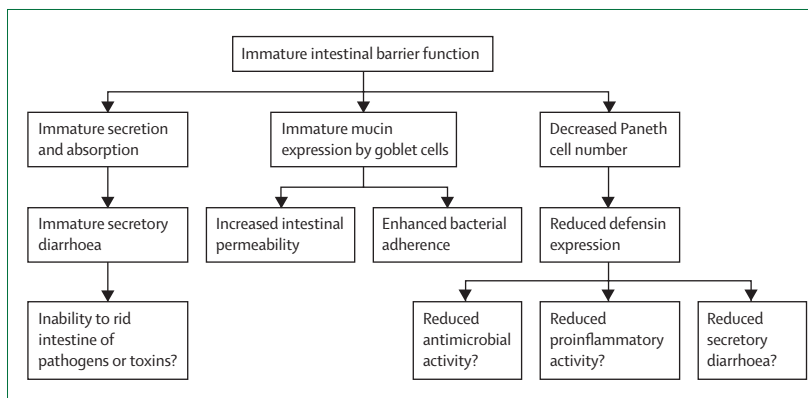 Immature intestinal barrier function
Immature secretion
and absorption
Immature mucin
expression by goblet cells
Decreased Paneth
cell number
Immature secretory
diarrhoea
Increased intestinal
permeability
Enhanced bacterial
adherence
Reduced defensin
expression
Inability to rid
intestine of
pathogens or toxins?
Reduced
antimicrobial
activity?
Reduced
proinflammatory
activity?
Reduced
secretory
diarrhoea?